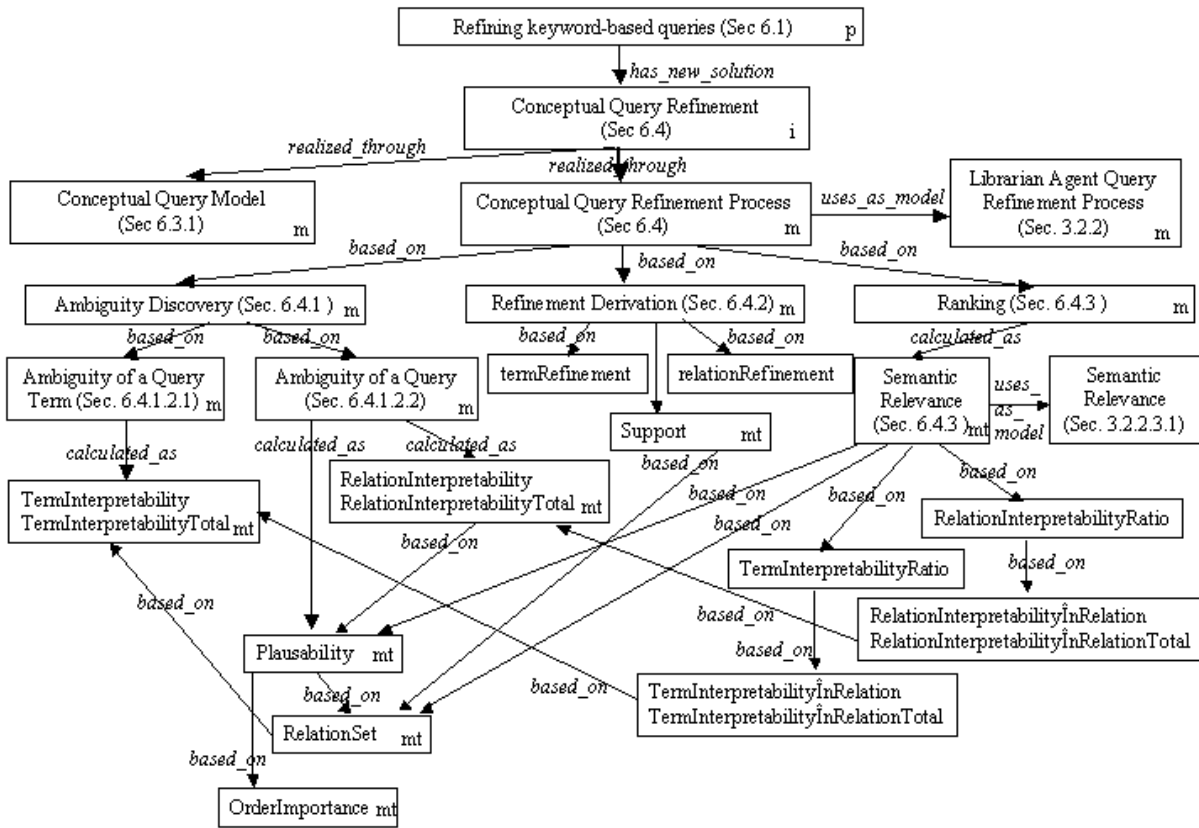 Refining keyword-based queries (Sec 6.1) p
has_new_solution
Conceptual Query Refinement
(Sec 6.4) i
realized_through
realized_through
Conceptual Query Model
(Sec 6.3.1) m
Conceptual Query Refinement Process
(Sec 6.4) m
uses_as_model
Librarian Agent Query
Refinement Process
(Sec. 3.2.2) m
based_on
based_on
based_on
Ambiguity Discovery (Sec. 6.4.1 ) m
Refinement Derivation (Sec. 6.4.2) m
Ranking (Sec. 6.4.3 ) m
based_on
based_on
based_on
based_on
calculated_as
Ambiguity of a Query
Term (Sec. 6.4.1.2.1) m
Ambiguity of a Query
(Sec. 6.4.1.2.2) m
termRefinement
relationRefinement
Semantic
Relevance
(Sec. 6.4.3) mt
uses_
as_
model
Semantic
Relevance
(Sec. 3.2.2.3.1)
Support mt
calculated_as
calculated_as
calculated_as
based_on
based_on
based_on
based_on
based_on
TermInterpretability
TermInterpretabilityTotal mt
RelationInterpretability
RelationInterpretabilityTotal mt
RelationInterpretabilityRatio
based_on
TermInterpretabilityRatio
based_on
based_on
based_on
RelationInterpretabilityÎnRelation
RelationInterpretabilityÎnRelationTotal
Plausability mt
based_on
based_on
based_on
TermInterpretabilityÎnRelation
TermInterpretabilityÎnRelationTotal
RelationSet mt
based_on
OrderImportance mt